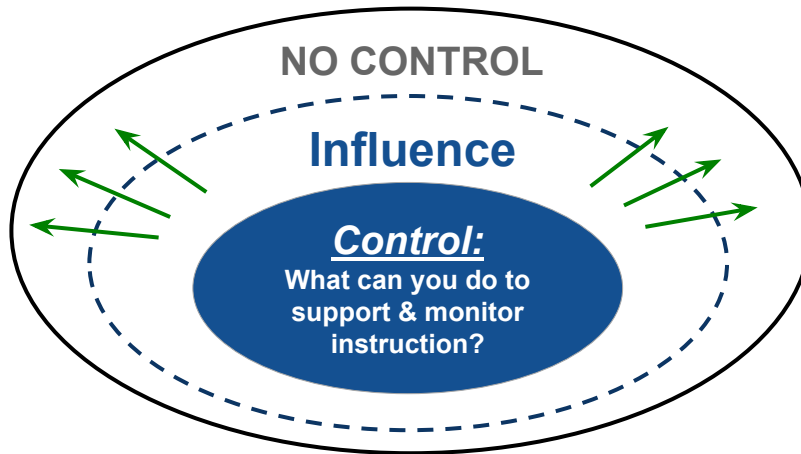 NO CONTROL
Influence
Control:
What can you do to
support & monitor
instruction?